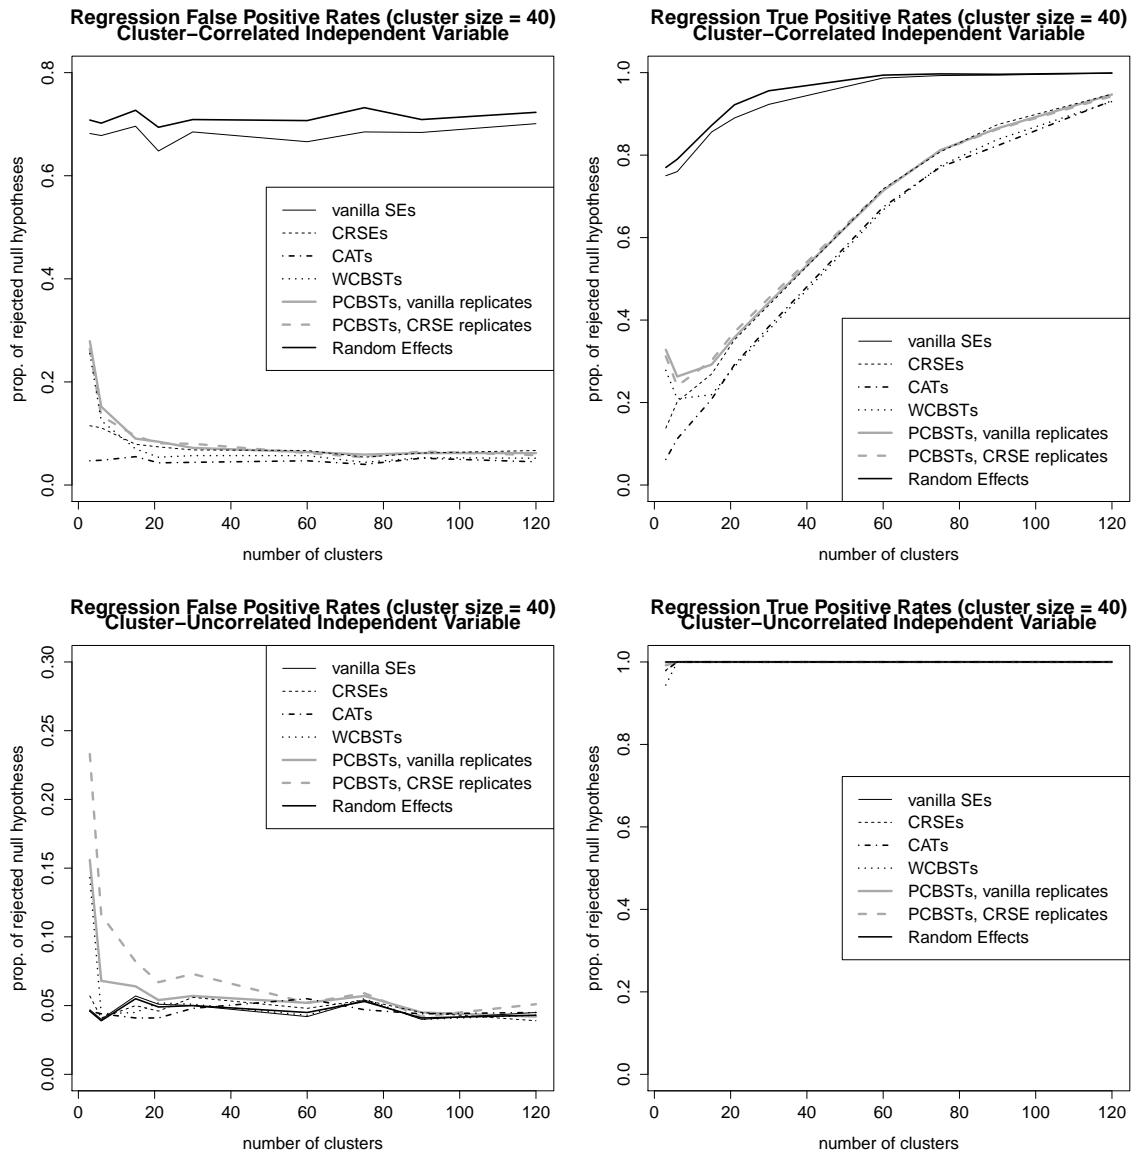 Regression False Positive Rates (cluster size = 40)
Cluster−Correlated Independent Variable
prop. of rejected null hypotheses
0.0 0.2 0.4 0.6 0.8
vanilla SEs
CRSEs
CATs
WCBSTs
PCBSTs, vanilla replicates
PCBSTs, CRSE replicates
Random Effects
0 20 40 60 80 100 120
number of clusters
Regression True Positive Rates (cluster size = 40)
Cluster−Correlated Independent Variable
prop. of rejected null hypotheses
0.0 0.2 0.4 0.6 0.8 1.0
vanilla SEs
CRSEs
CATs
WCBSTs
PCBSTs, vanilla replicates
PCBSTs, CRSE replicates
Random Effects
0 20 40 60 80 100 120
number of clusters
Regression False Positive Rates (cluster size = 40)
Cluster−Uncorrelated Independent Variable
prop. of rejected null hypotheses
0.00 0.05 0.10 0.15 0.20 0.25 0.30
vanilla SEs
CRSEs
CATs
WCBSTs
PCBSTs, vanilla replicates
PCBSTs, CRSE replicates
Random Effects
0 20 40 60 80 100 120
number of clusters
Regression True Positive Rates (cluster size = 40)
Cluster−Uncorrelated Independent Variable
prop. of rejected null hypotheses
0.0 0.2 0.4 0.6 0.8 1.0
vanilla SEs
CRSEs
CATs
WCBSTs
PCBSTs, vanilla replicates
PCBSTs, CRSE replicates
Random Effects
0 20 40 60 80 100 120
number of clusters